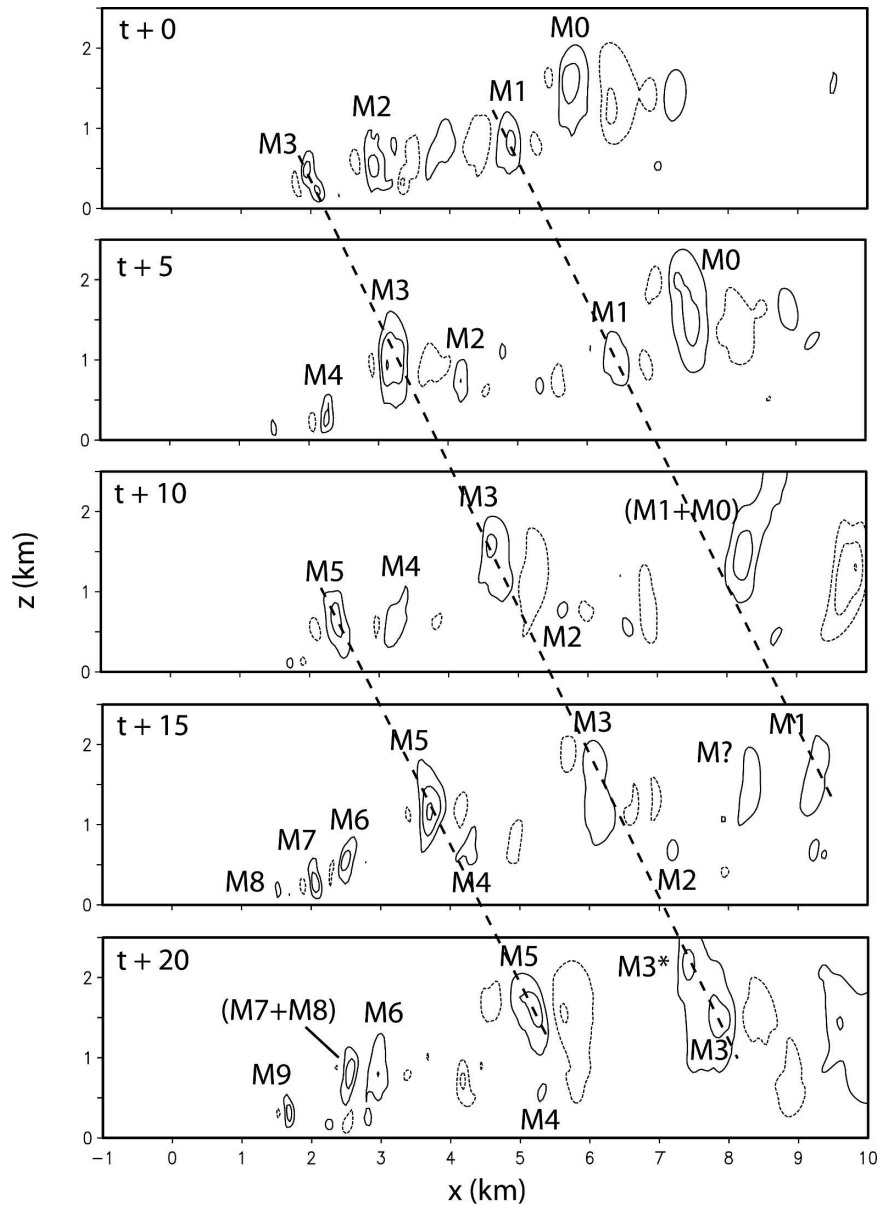 t + 0
M0
M1
M2
M3
2
1
0
t + 5
M0
M1
M3
M2
M4
2
1
0
t + 10
(M1+M0)
M3
M4
M5
M2
2
1
0
z (km)
t + 15
M3
M1
M5
M?
M6
M7
M8
M4
M2
2
1
0
t + 20
M5
M3*
(M7+M8)
M6
M3
M9
M4
2
1
0
-1 0 1 2 3 4 5 6 7 8 9 10
x (km)